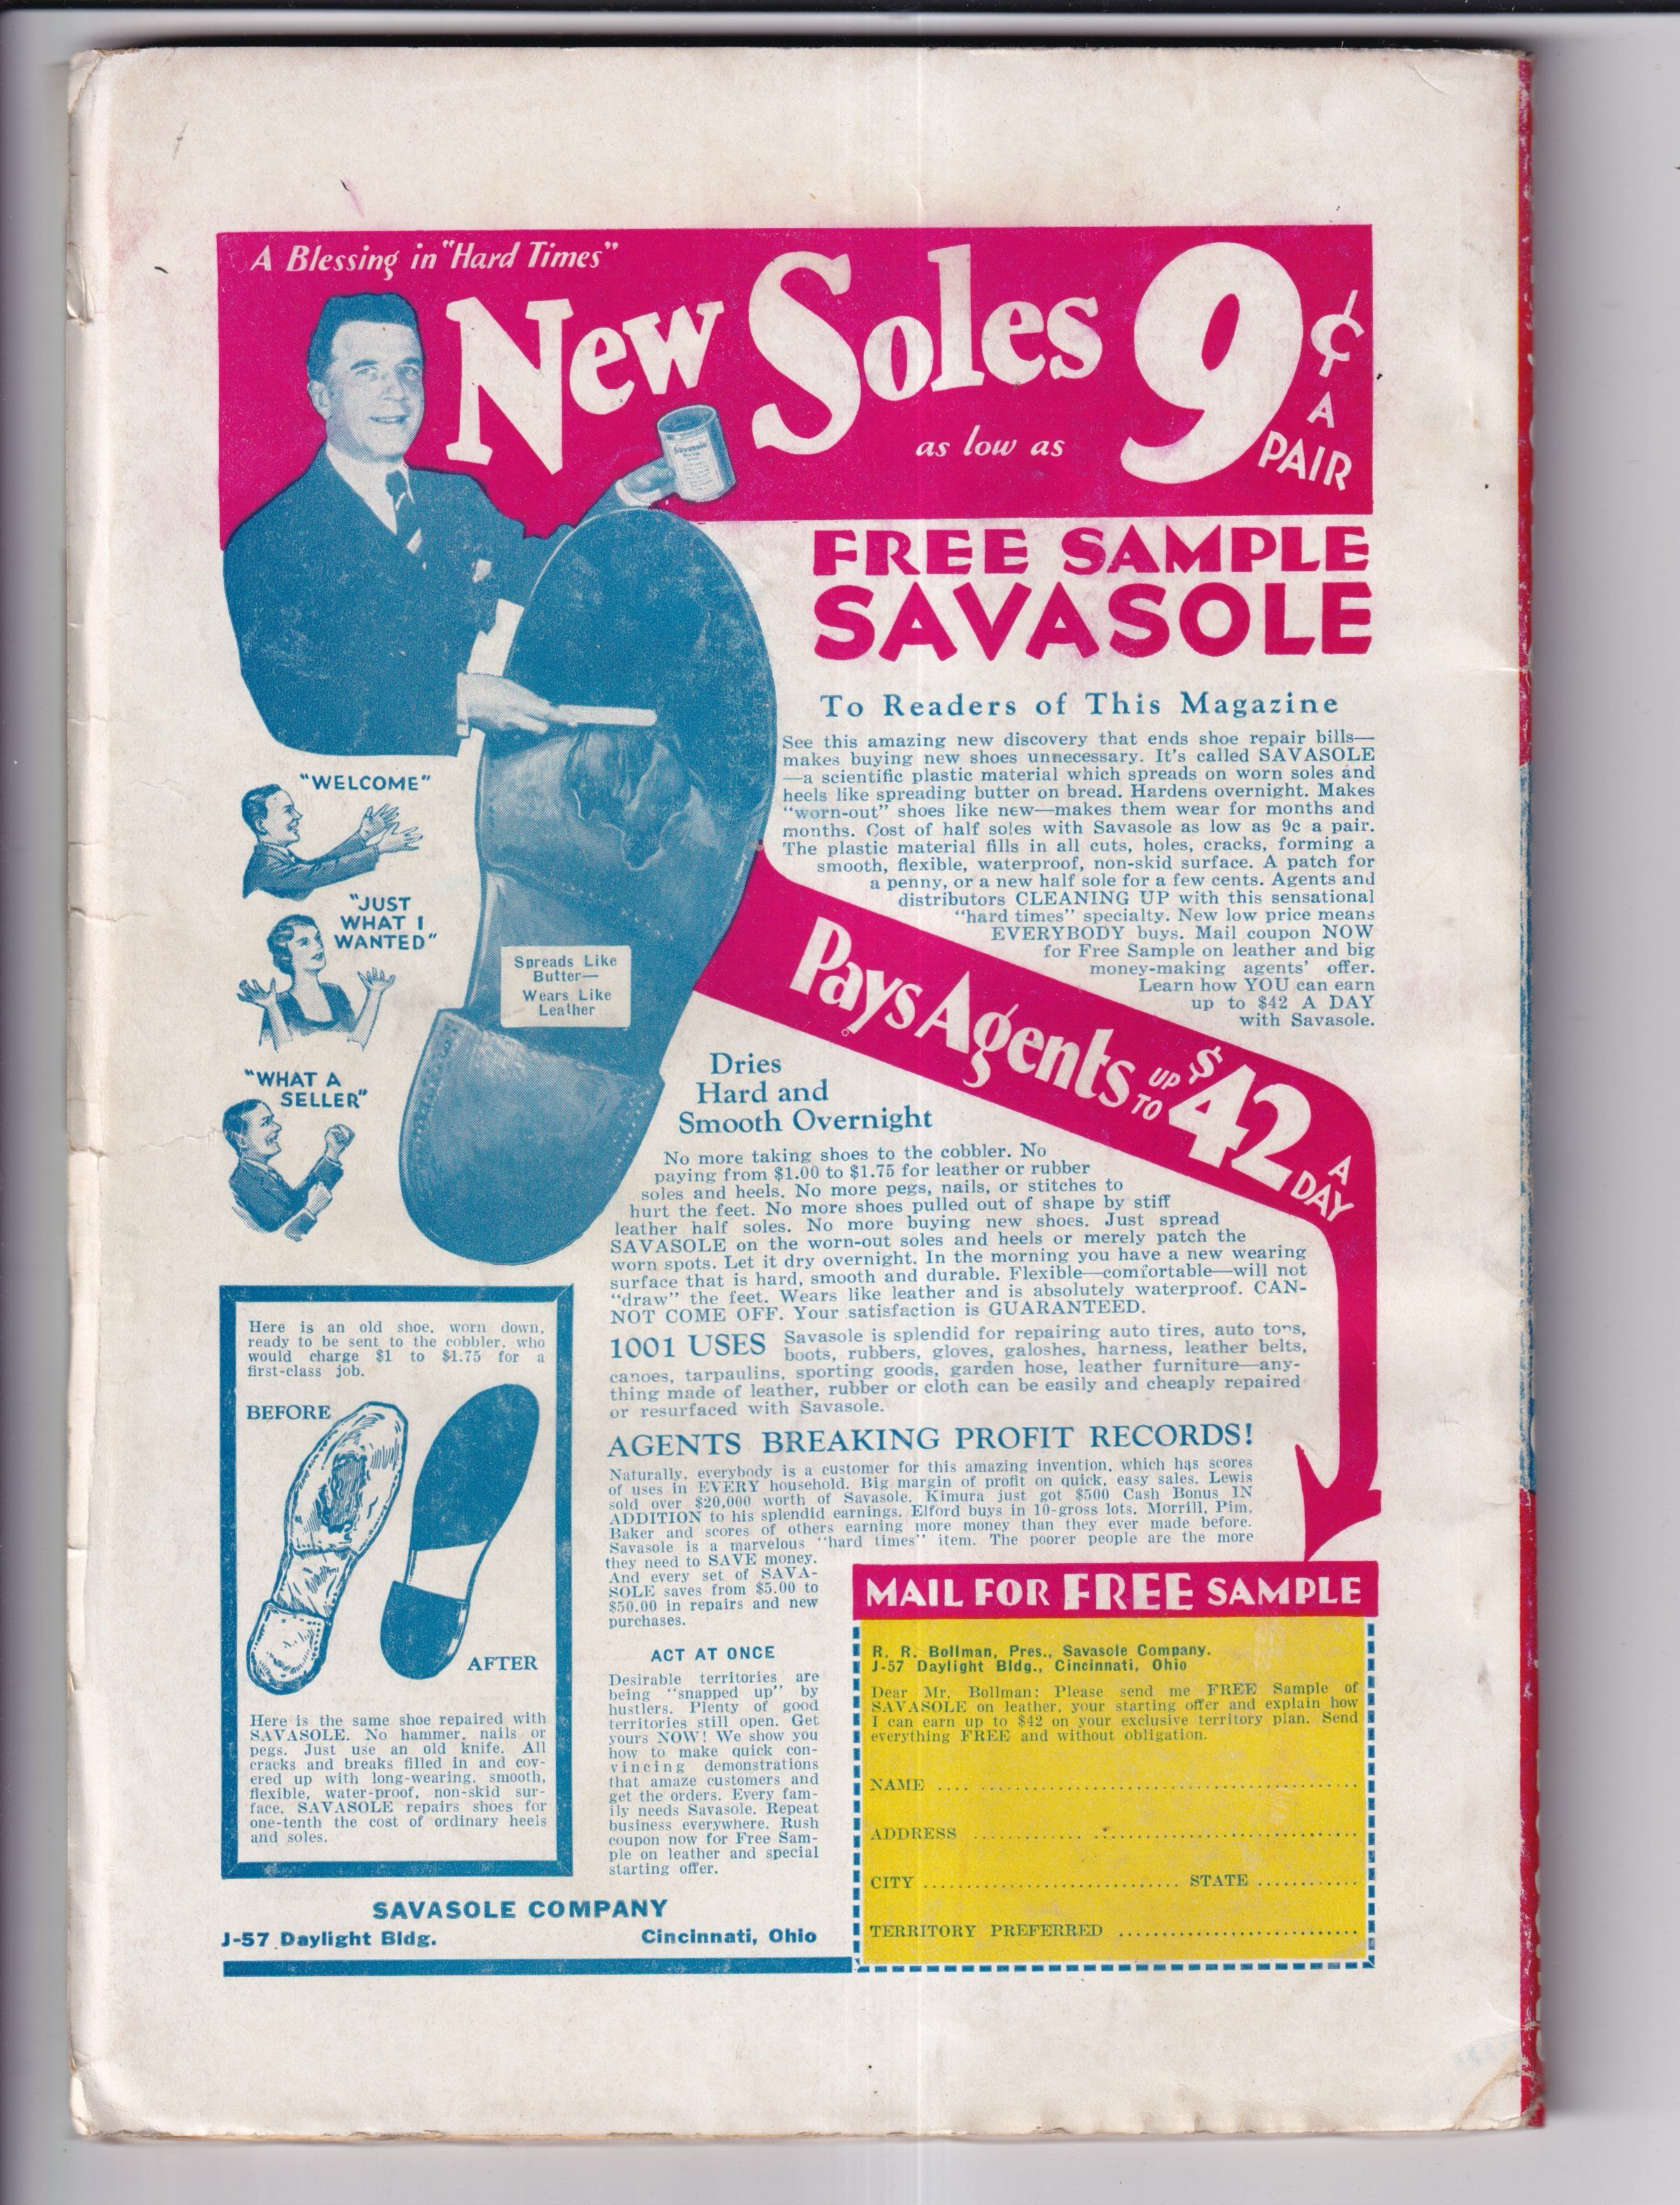 A Blessing in "Hard Times"
New Soles 9¢
as low as
A
PAIR
Savasole
FREE SAMPLE
SAVASOLE
To Readers of This Magazine
See this amazing new discovery that ends shoe repair bills—
makes buying new shoes unnecessary. It's called SAVASOLE
—a scientific plastic material which spreads on worn soles and
heels like spreading butter on bread. Hardens overnight. Makes
"worn-out" shoes like new—makes them wear for months and
months. Cost of half soles with Savasole as low as 9c a pair.
The plastic material fills in all cuts, holes, cracks, forming a
smooth, flexible, waterproof, non-skid surface. A patch for
a penny, or a new half sole for a few cents. Agents and
distributors CLEANING UP with this sensational
"hard times" specialty. New low price means
EVERYBODY buys. Mail coupon NOW
for Free Sample on leather and big
money-making agents' offer.
Learn how YOU can earn
up to $42 A DAY
with Savasole.
"WELCOME"
"JUST
WHAT I
WANTED"
"WHAT A
SELLER"
Spreads Like
Butter—
Wears Like
Leather
Pays Agents UP TO $42 A DAY
Dries
Hard and
Smooth Overnight
No more taking shoes to the cobbler. No
paying from $1.00 to $1.75 for leather or rubber
soles and heels. No more pegs, nails, or stitches to
hurt the feet. No more shoes pulled out of shape by stiff
leather half soles. No more buying new shoes. Just spread
SAVASOLE on the worn-out soles and heels or merely patch the
worn spots. Let it dry overnight. In the morning you have a new wearing
surface that is hard, smooth and durable. Flexible—comfortable—will not
"draw" the feet. Wears like leather and is absolutely waterproof. CAN-
NOT COME OFF. Your satisfaction is GUARANTEED.
1001 USES Savasole is splendid for repairing auto tires, auto tops,
boots, rubbers, gloves, galoshes, harness, leather belts,
canoes, tarpaulins, sporting goods, garden hose, leather furniture—any-
thing made of leather, rubber or cloth can be easily and cheaply repaired
or resurfaced with Savasole.
AGENTS BREAKING PROFIT RECORDS!
Naturally, everybody is a customer for this amazing invention, which has scores
of uses in EVERY household. Big margin of profit on quick, easy sales. Lewis
sold over $20,000 worth of Savasole. Kimura just got $500 Cash Bonus IN
ADDITION to his splendid earnings. Elford buys in 10-gross lots. Morrill, Pim,
Baker and scores of others earning more money than they ever made before.
Savasole is a marvelous "hard times" item. The poorer people are the more
they need to SAVE money.
And every set of SAVA-
SOLE saves from $5.00 to
$50.00 in repairs and new
purchases.
ACT AT ONCE
Desirable territories are
being "snapped up" by
hustlers. Plenty of good
territories still open. Get
yours NOW! We show you
how to make quick con-
vincing demonstrations
that amaze customers and
get the orders. Every fam-
ily needs Savasole. Repeat
business everywhere. Rush
coupon now for Free Sam-
ple on leather and special
starting offer.
Here is an old shoe, worn down,
ready to be sent to the cobbler, who
would charge $1 to $1.75 for a
first-class job.
BEFORE
AFTER
Here is the same shoe repaired with
SAVASOLE. No hammer, nails or
pegs. Just use an old knife. All
cracks and breaks filled in and cov-
ered up with long-wearing, smooth,
flexible, water-proof, non-skid sur-
face. SAVASOLE repairs shoes for
one-tenth the cost of ordinary heels
and soles.
SAVASOLE COMPANY
J-57 Daylight Bldg. Cincinnati, Ohio
MAIL FOR FREE SAMPLE
R. R. Bollman, Pres., Savasole Company.
J-57 Daylight Bldg., Cincinnati, Ohio
Dear Mr. Bollman: Please send me FREE Sample of
SAVASOLE on leather, your starting offer and explain how
I can earn up to $42 on your exclusive territory plan. Send
everything FREE and without obligation.
NAME
ADDRESS
CITY STATE
TERRITORY PREFERRED